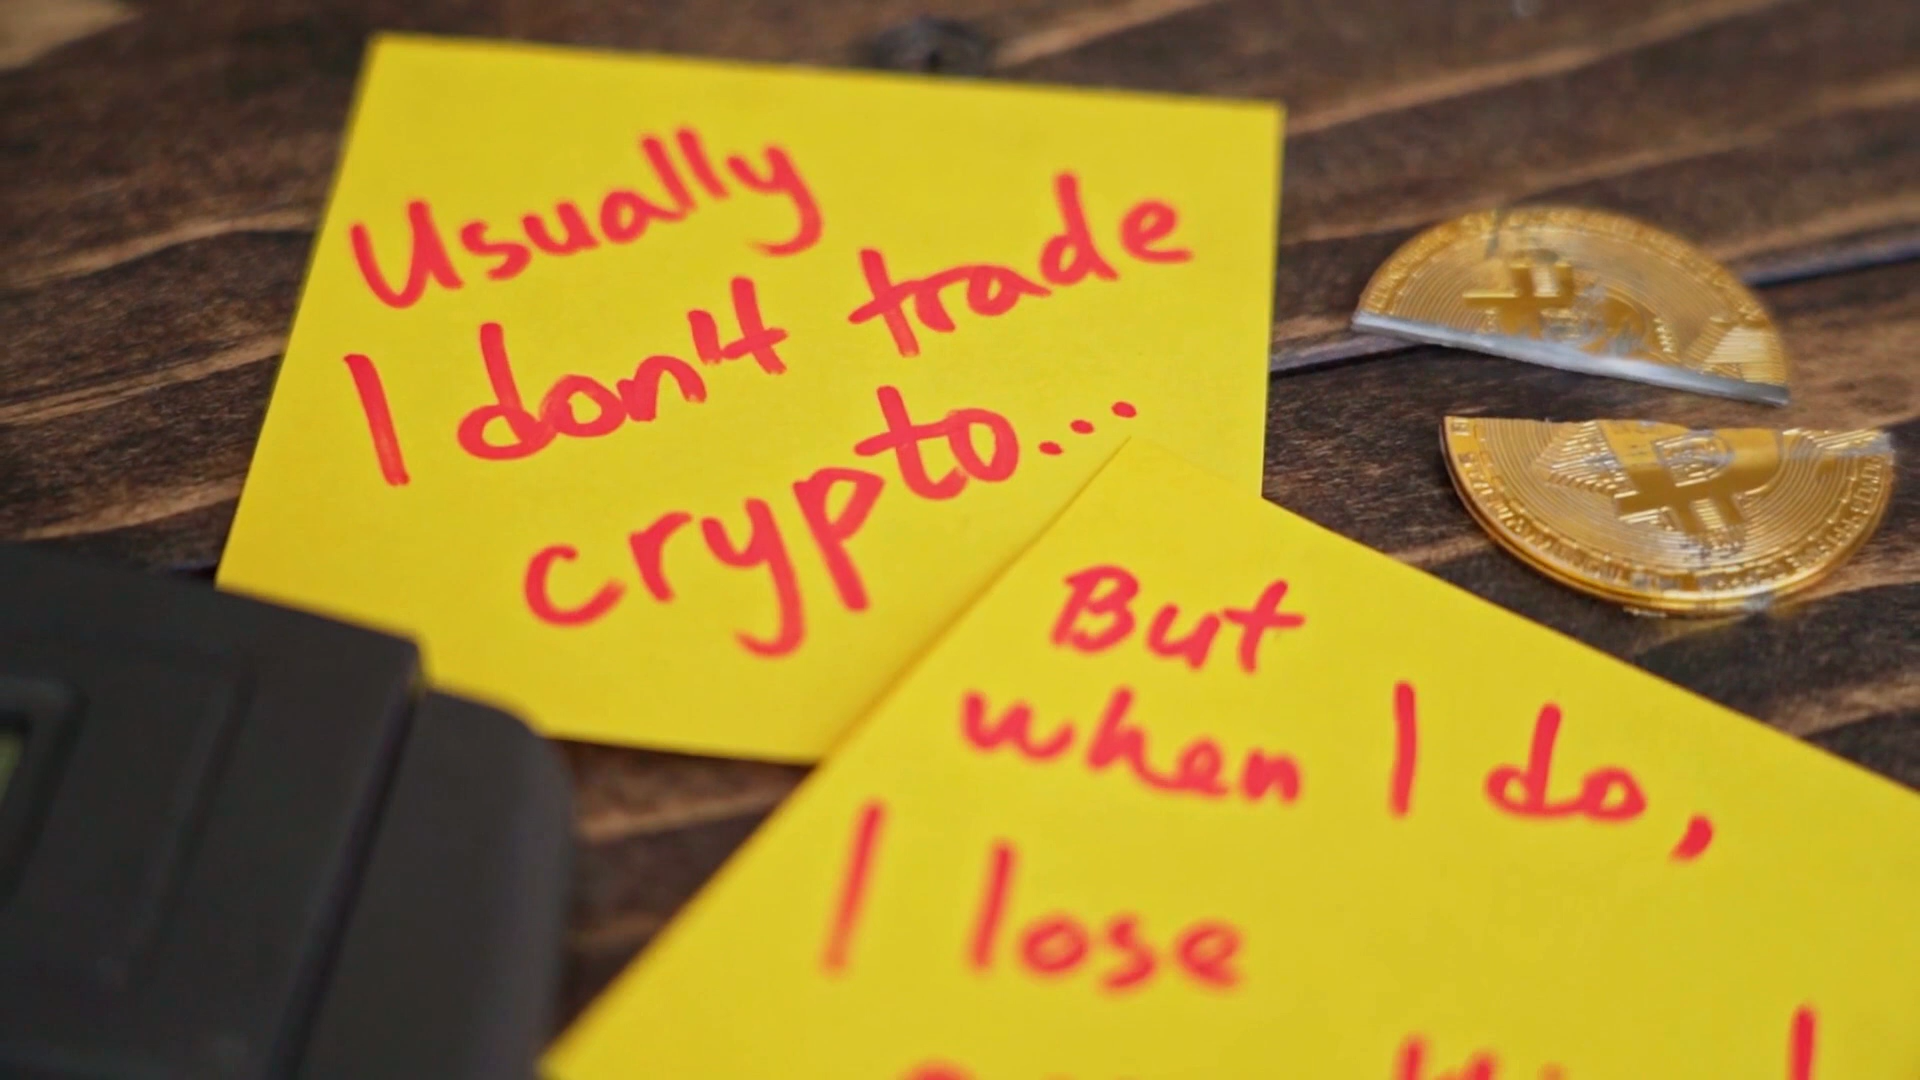 Usually
I don't trade
crypto...
But
when I do,
I lose